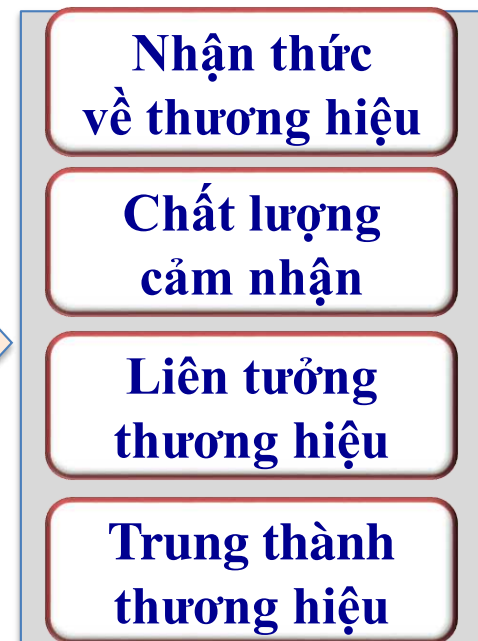 Nhận thức
về thương hiệu
Chất lượng
cảm nhận
Liên tưởng
thương hiệu
Trung thành
thương hiệu